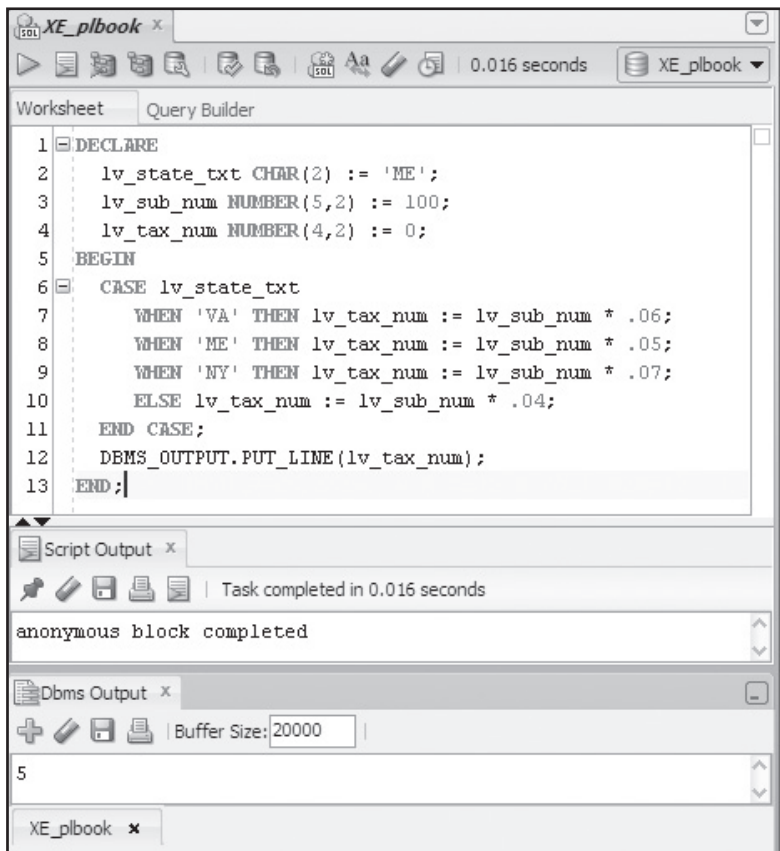 SQL XE_plbook x
SQL Aa 0.016 seconds XE_plbook
Worksheet Query Builder
1 DECLARE
2 lv_state_txt CHAR(2) := 'ME';
3 lv_sub_num NUMBER(5,2) := 100;
4 lv_tax_num NUMBER(4,2) := 0;
5 BEGIN
6 CASE lv_state_txt
7 WHEN 'VA' THEN lv_tax_num := lv_sub_num * .06;
8 WHEN 'ME' THEN lv_tax_num := lv_sub_num * .05;
9 WHEN 'NY' THEN lv_tax_num := lv_sub_num * .07;
10 ELSE lv_tax_num := lv_sub_num * .04;
11 END CASE;
12 DBMS_OUTPUT.PUT_LINE(lv_tax_num);
13 END;
Script Output x
Task completed in 0.016 seconds
anonymous block completed
Dbms Output x
Buffer Size: 20000
5
XE_plbook x